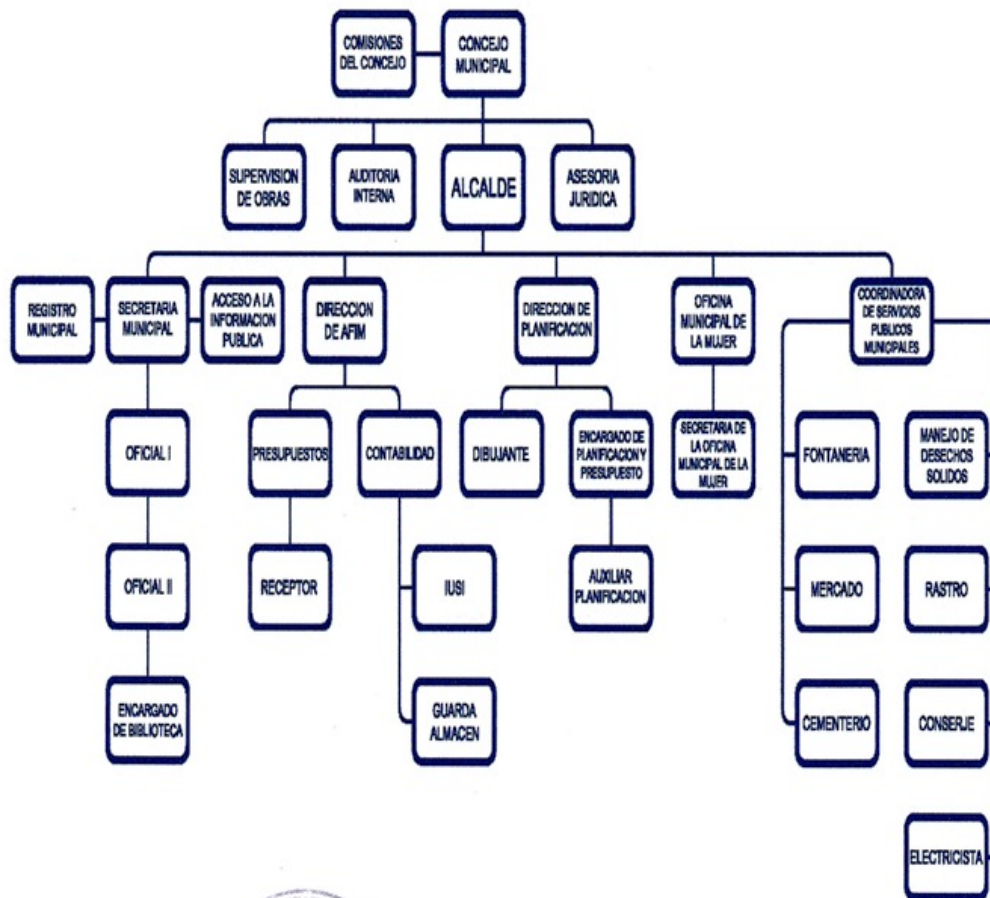 COMISIONES
DEL CONCEJO
CONCEJO
MUNICIPAL
SUPERVISION
DE OBRAS
AUDITORIA
INTERNA
ALCALDE
ASESORIA
JURIDICA
REGISTRO
MUNICIPAL
SECRETARIA
MUNICIPAL
ACCESO A LA
INFORMACION
PUBLICA
DIRECCION
DE AFIM
DIRECCION DE
PLANIFICACION
OFICINA
MUNICIPAL DE
LA MUJER
COORDINADORA
DE SERVICIOS
PUBLICOS
MUNICIPALES
OFICIAL I
PRESUPUESTOS
CONTABILIDAD
DIBUJANTE
ENCARGADO DE
PLANIFICACION Y
PRESUPUESTO
SECRETARIA DE
LA OFICINA
MUNICIPAL DE LA
MUJER
FONTANERIA
MANEJO DE
DESECHOS
SOLIDOS
OFICIAL II
RECEPTOR
IUSI
AUXILIAR
PLANIFICACION
MERCADO
RASTRO
ENCARGADO
DE BIBLIOTECA
GUARDA
ALMACEN
CEMENTERIO
CONSERJE
ELECTRICISTA